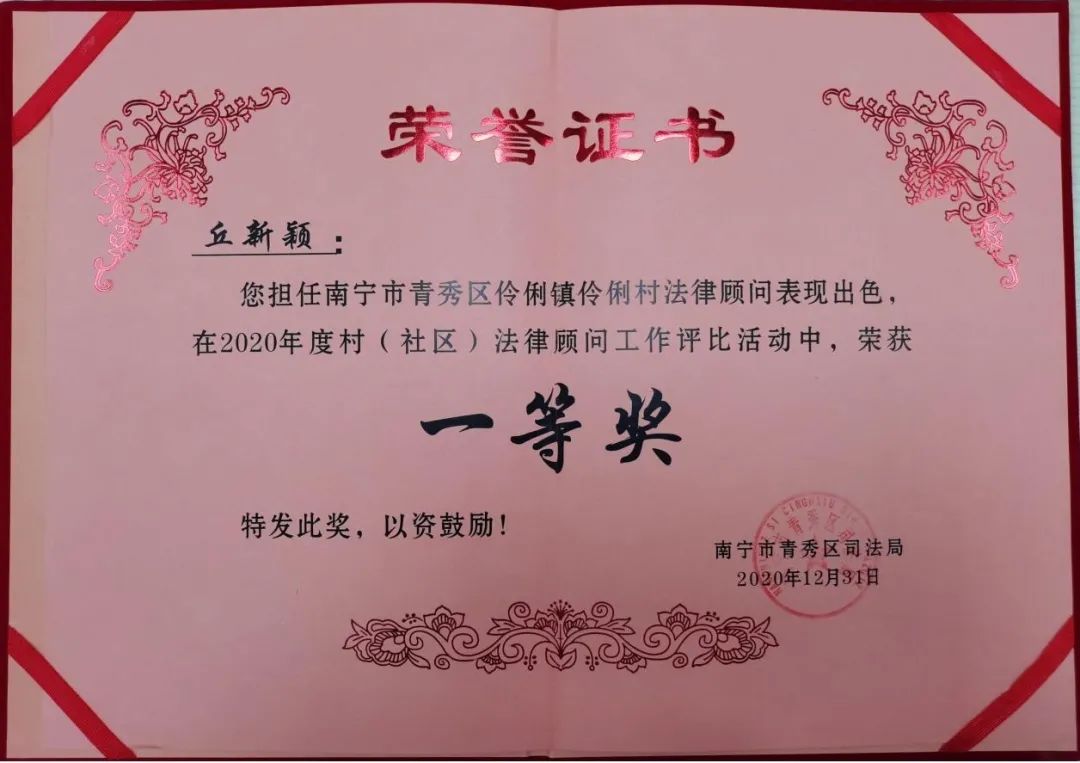 荣誉证书
丘新颖：
您担任南宁市青秀区伶俐镇伶俐村法律顾问表现出色，
在2020年度村（社区）法律顾问工作评比活动中，荣获
一等奖
特发此奖，以资鼓励！
南宁市青秀区司法局
2020年12月31日